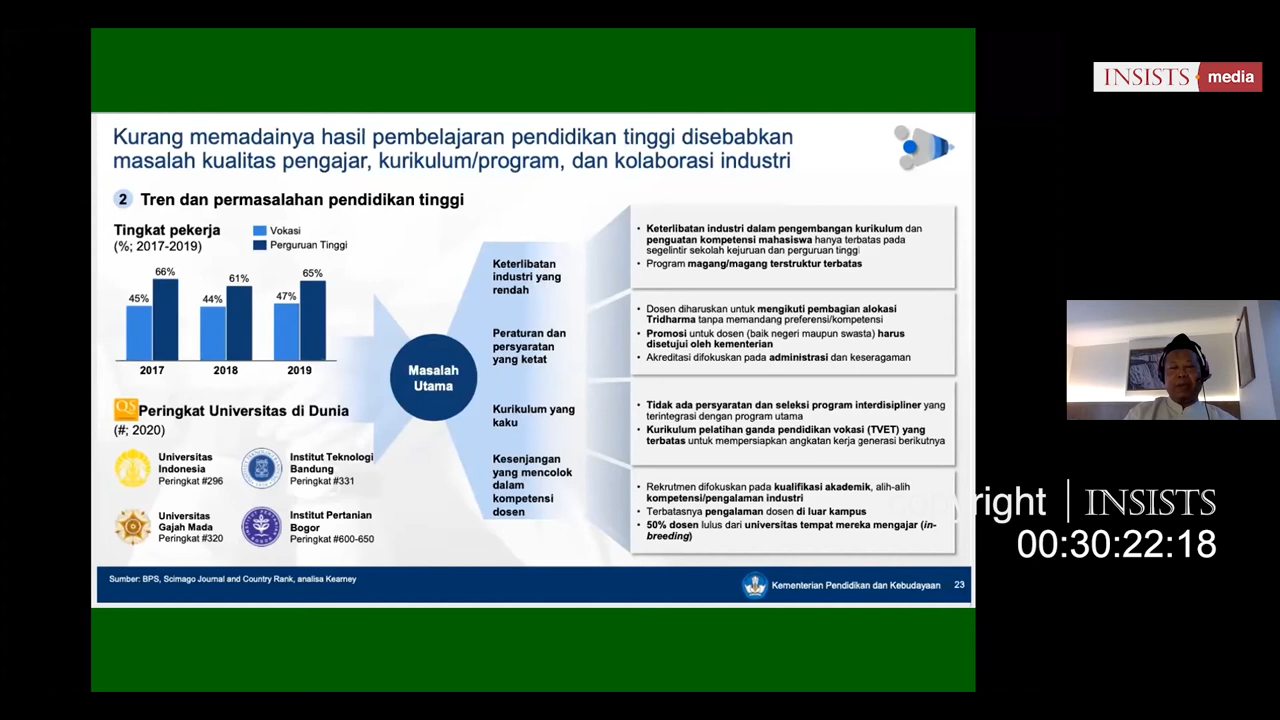 INSISTS media
Kurang memadainya hasil pembelajaran pendidikan tinggi disebabkan
masalah kualitas pengajar, kurikulum/program, dan kolaborasi industri
2 Tren dan permasalahan pendidikan tinggi
Tingkat pekerja
(%; 2017-2019)
Vokasi
Perguruan Tinggi
45% 66%
44% 61%
47% 65%
2017 2018 2019
QS Peringkat Universitas di Dunia
(#; 2020)
Universitas
Indonesia
Peringkat #296
Institut Teknologi
Bandung
Peringkat #331
Universitas
Gajah Mada
Peringkat #320
Institut Pertanian
Bogor
Peringkat #600-650
Masalah
Utama
Keterlibatan
industri yang
rendah
Peraturan dan
persyaratan
yang ketat
Kurikulum yang
kaku
Kesenjangan
yang mencolok
dalam
kompetensi
dosen
• Keterlibatan industri dalam pengembangan kurikulum dan
penguatan kompetensi mahasiswa hanya terbatas pada
segelintir sekolah kejuruan dan perguruan tinggi
• Program magang/magang terstruktur terbatas
• Dosen diharuskan untuk mengikuti pembagian alokasi
Tridharma tanpa memandang preferensi/kompetensi
• Promosi untuk dosen (baik negeri maupun swasta) harus
disetujui oleh kementerian
• Akreditasi difokuskan pada administrasi dan keseragaman
• Tidak ada persyaratan dan seleksi program interdisipliner yang
terintegrasi dengan program utama
• Kurikulum pelatihan ganda pendidikan vokasi (TVET) yang
terbatas untuk mempersiapkan angkatan kerja generasi berikutnya
• Rekrutmen difokuskan pada kualifikasi akademik, alih-alih
kompetensi/pengalaman industri
• Terbatasnya pengalaman dosen di luar kampus
• 50% dosen lulus dari universitas tempat mereka mengajar (in-
breeding)
Sumber: BPS, Scimago Journal and Country Rank, analisa Kearney
Kementerian Pendidikan dan Kebudayaan 23
copyright | INSISTS
00:30:22:18